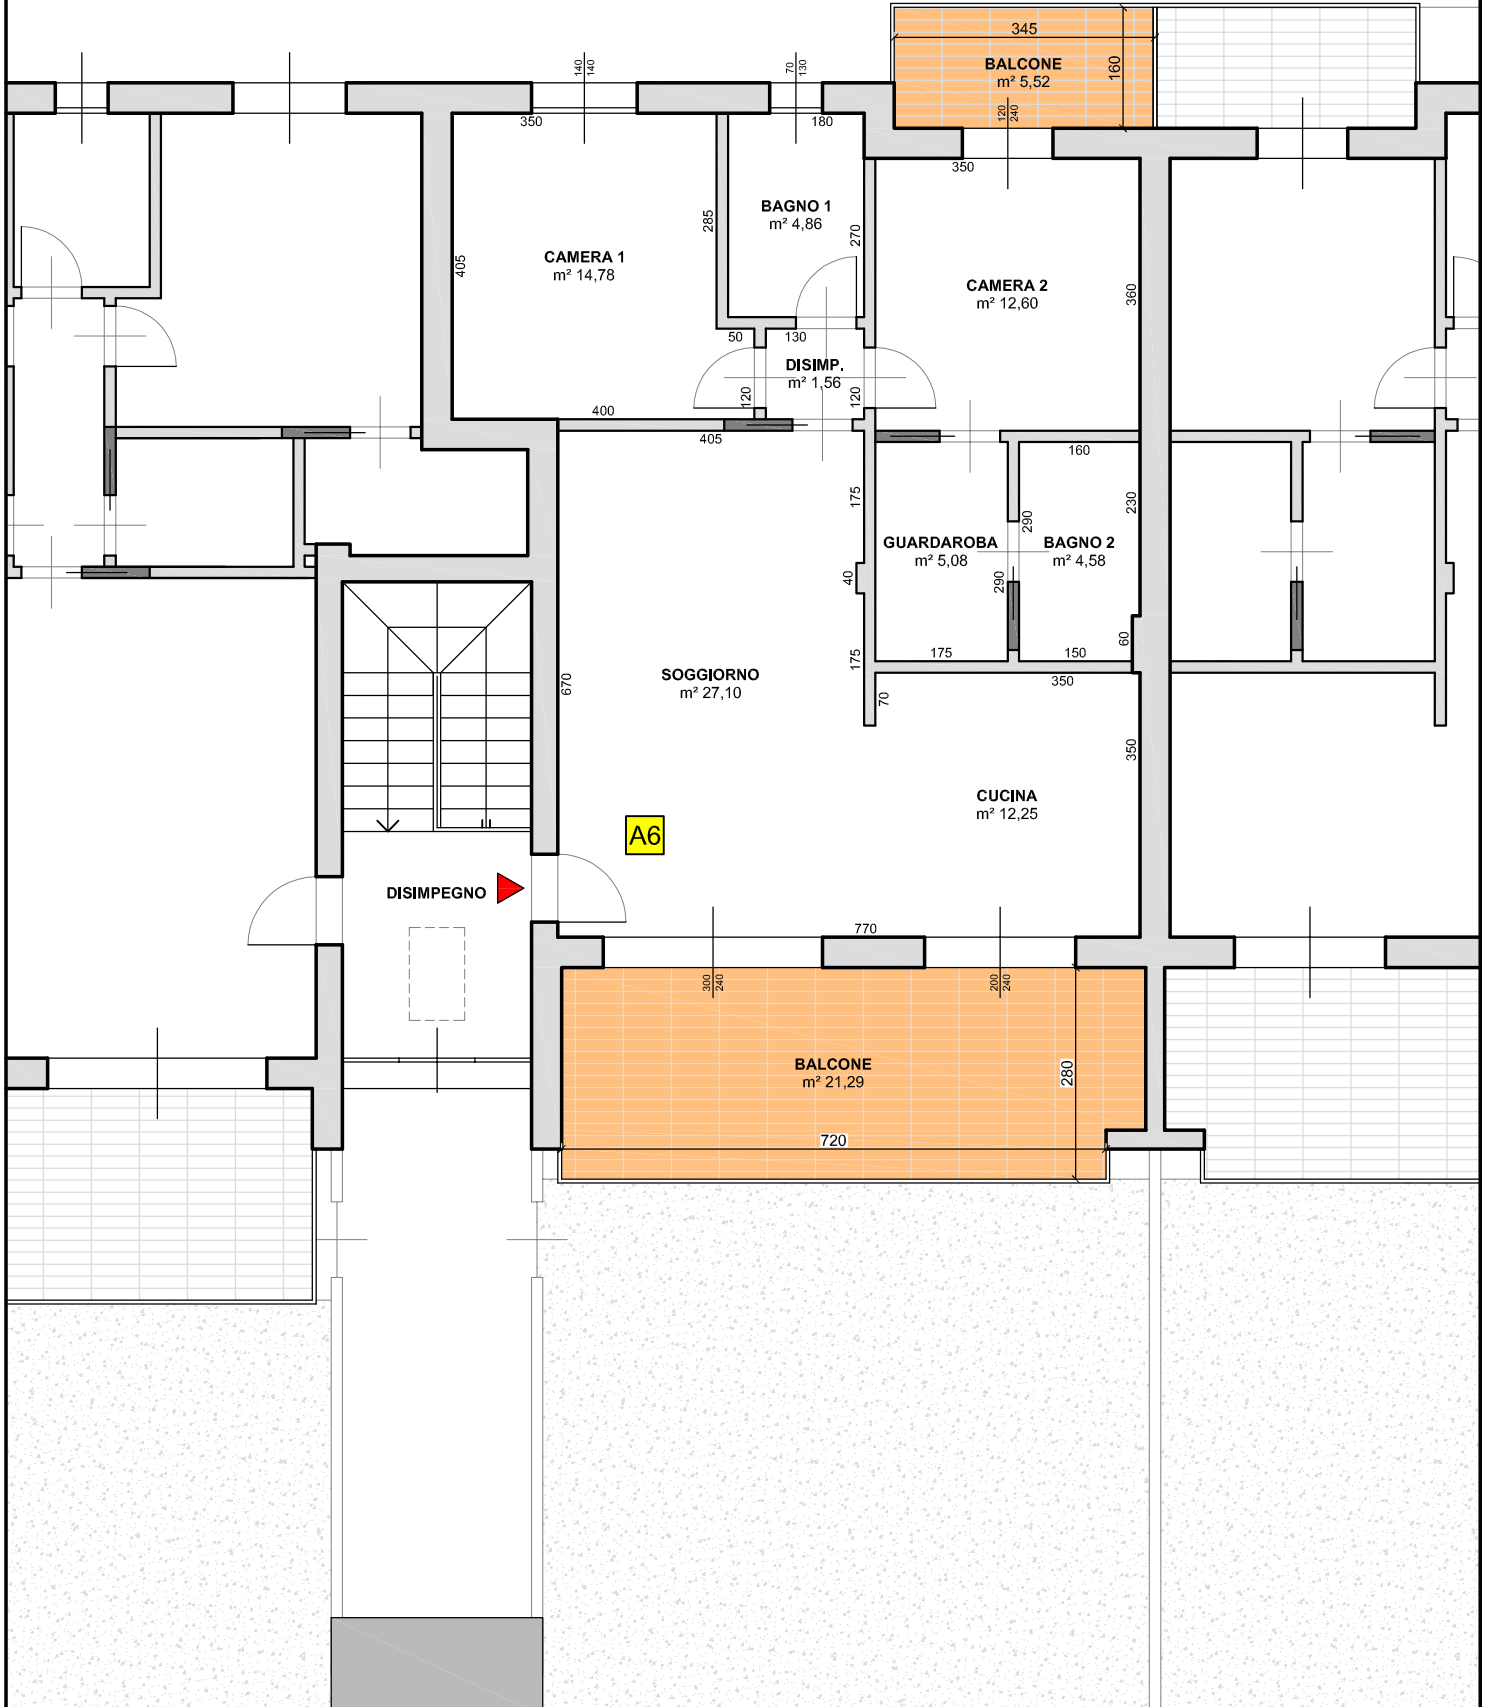 345
BALCONE
m² 5,52
160
120
240
140
140
70
130
350
180
350
BAGNO 1
m² 4,86
285
270
CAMERA 1
m² 14,78
405
CAMERA 2
m² 12,60
360
50
130
DISIMP.
m² 1,56
120
120
400
405
160
175
230
290
GUARDAROBA
m² 5,08
BAGNO 2
m² 4,58
40
290
60
175
175
150
SOGGIORNO
m² 27,10
670
350
70
350
CUCINA
m² 12,25
A6
DISIMPEGNO
770
300
240
200
240
BALCONE
m² 21,29
280
720